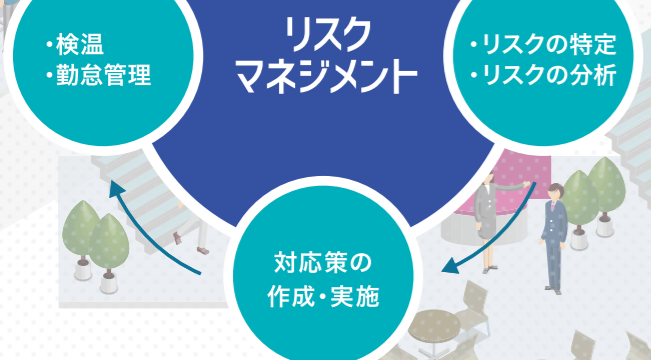 リスク
マネジメント
・検温
・勤怠管理
・リスクの特定
・リスクの分析
対応策の
作成・実施